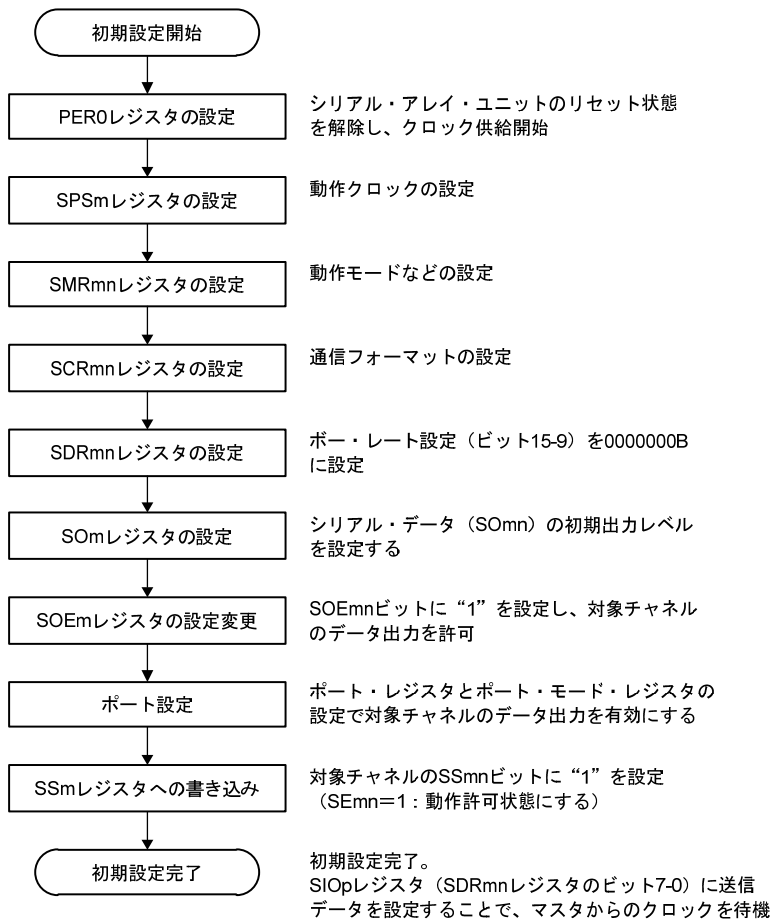 初期設定開始
PER0レジスタの設定
シリアル・アレイ・ユニットのリセット状態
を解除し、クロック供給開始
SPSmレジスタの設定
動作クロックの設定
SMRmnレジスタの設定
動作モードなどの設定
SCRmnレジスタの設定
通信フォーマットの設定
SDRmnレジスタの設定
ボー・レート設定（ビット15-9）を0000000B
に設定
SOmレジスタの設定
シリアル・データ（SOmn）の初期出力レベル
を設定する
SOEmレジスタの設定変更
SOEmnビットに“1”を設定し、対象チャネル
のデータ出力を許可
ポート設定
ポート・レジスタとポート・モード・レジスタの
設定で対象チャネルのデータ出力を有効にする
SSmレジスタへの書き込み
対象チャネルのSSmnビットに“1”を設定
（SEmn＝1：動作許可状態にする）
初期設定完了
初期設定完了。
SIOpレジスタ（SDRmnレジスタのビット7-0）に送信
データを設定することで、マスタからのクロックを待機